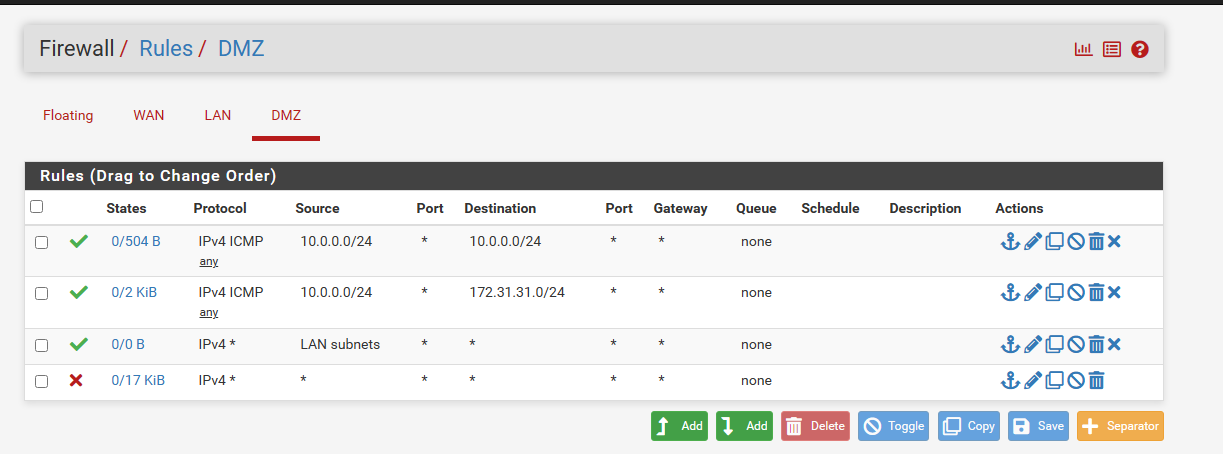 Firewall / Rules / DMZ
Floating WAN LAN DMZ
Rules (Drag to Change Order)
States Protocol Source Port Destination Port Gateway Queue Schedule Description Actions
0/504 B IPv4 ICMP 10.0.0.0/24 * 10.0.0.0/24 * * none
any
0/2 KiB IPv4 ICMP 10.0.0.0/24 * 172.31.31.0/24 * * none
any
0/0 B IPv4 * LAN subnets * * * * none
0/17 KiB IPv4 * * * * * * none
Add Add Delete Toggle Copy Save Separator